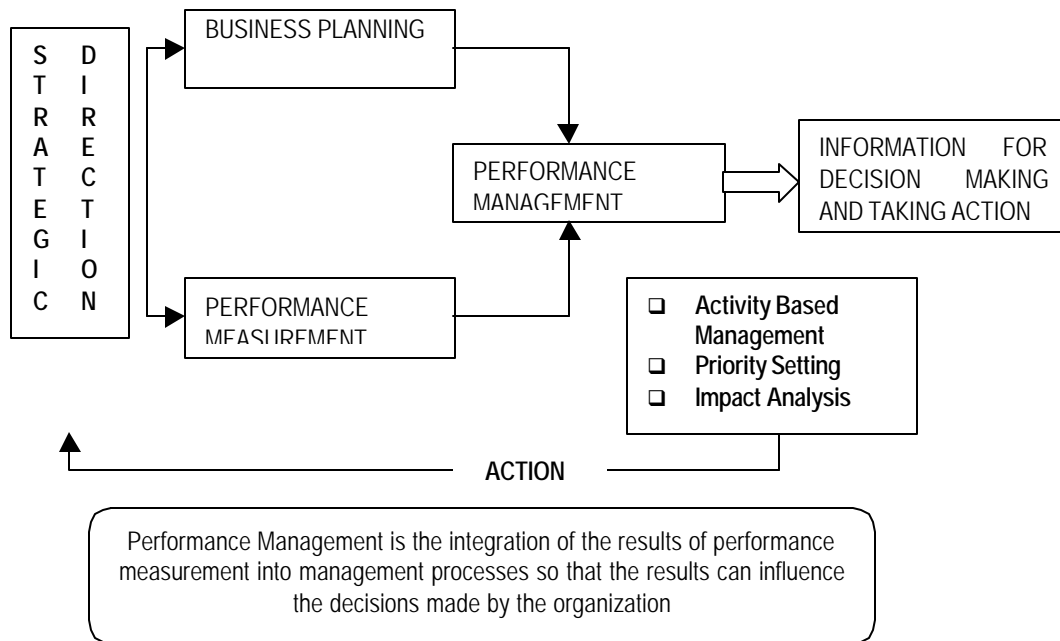 STRATEGIC
DIRECTION
BUSINESS PLANNING
PERFORMANCE
MANAGEMENT
INFORMATION FOR
DECISION MAKING
AND TAKING ACTION
PERFORMANCE
MEASUREMENT
❑ Activity Based
Management
❑ Priority Setting
❑ Impact Analysis
ACTION
Performance Management is the integration of the results of performance
measurement into management processes so that the results can influence
the decisions made by the organization